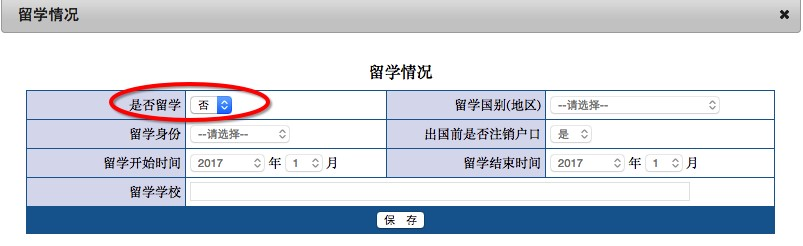 留学情况
留学情况
是否留学 否 留学国别(地区) --请选择--
留学身份 --请选择-- 出国前是否注销户口 是
留学开始时间 2017 年 1 月 留学结束时间 2017 年 1 月
留学学校
保 存